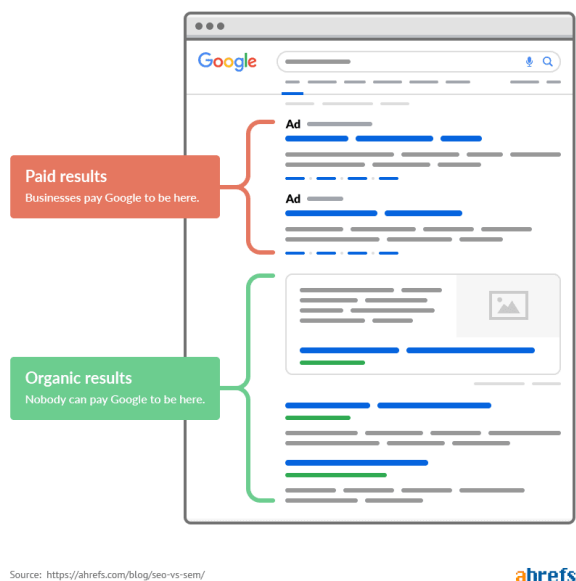 Google
Ad
Paid results
Businesses pay Google to be here.
Ad
Organic results
Nobody can pay Google to be here.
Source: https://ahrefs.com/blog/seo-vs-sem/
ahrefs